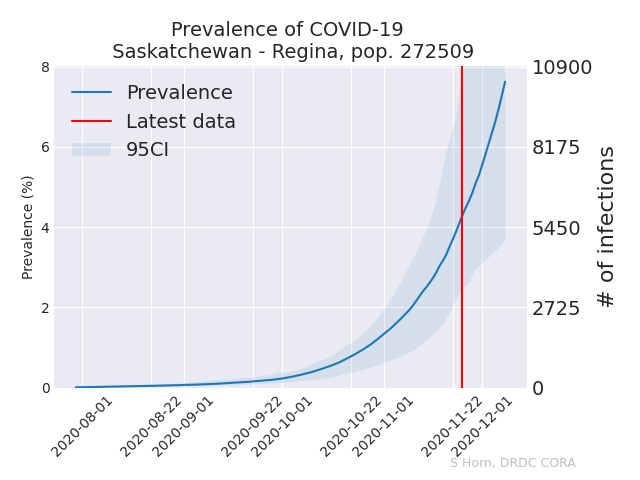 Prevalence of COVID-19
Saskatchewan - Regina, pop. 272509
Prevalence
Latest data
95CI
Prevalence (%)
8
6
4
2
0
10900
8175
5450
2725
0
# of infections
2020-08-01
2020-08-22
2020-09-01
2020-09-22
2020-10-01
2020-10-22
2020-11-01
2020-11-22
2020-12-01
S Horn, DRDC CORA